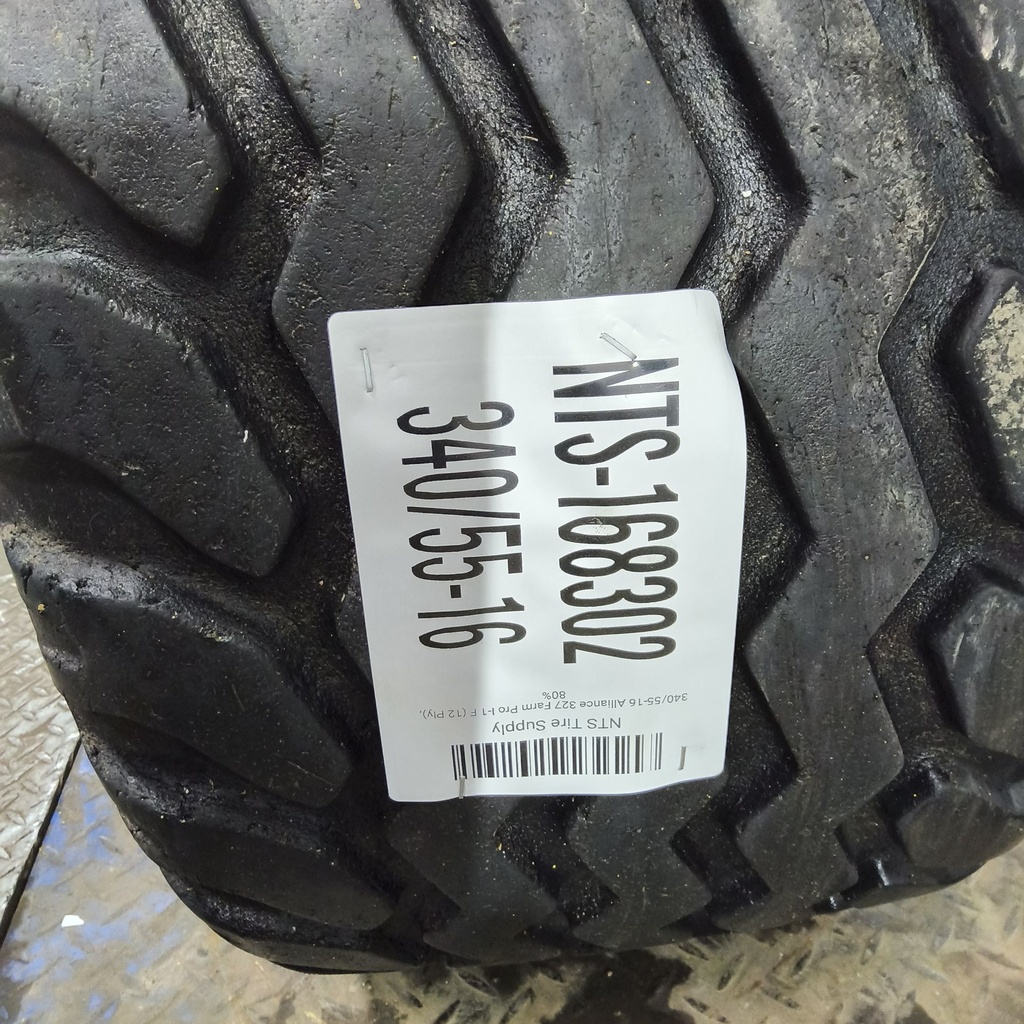 NTS Tire Supply
340/55-16 Alliance 327 Farm Pro I-1 F (12 Ply),
80%
NTS-168302
340/55-16